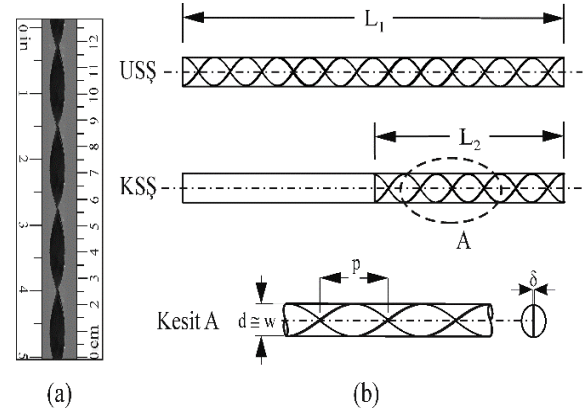 0 in
1
2
3
4
5
12
11
10
9
8
7
6
5
4
3
2
1
0 cm
(a)
L1
USŞ
L2
KSŞ
A
p
δ
Kesit A
d ≅ w
(b)